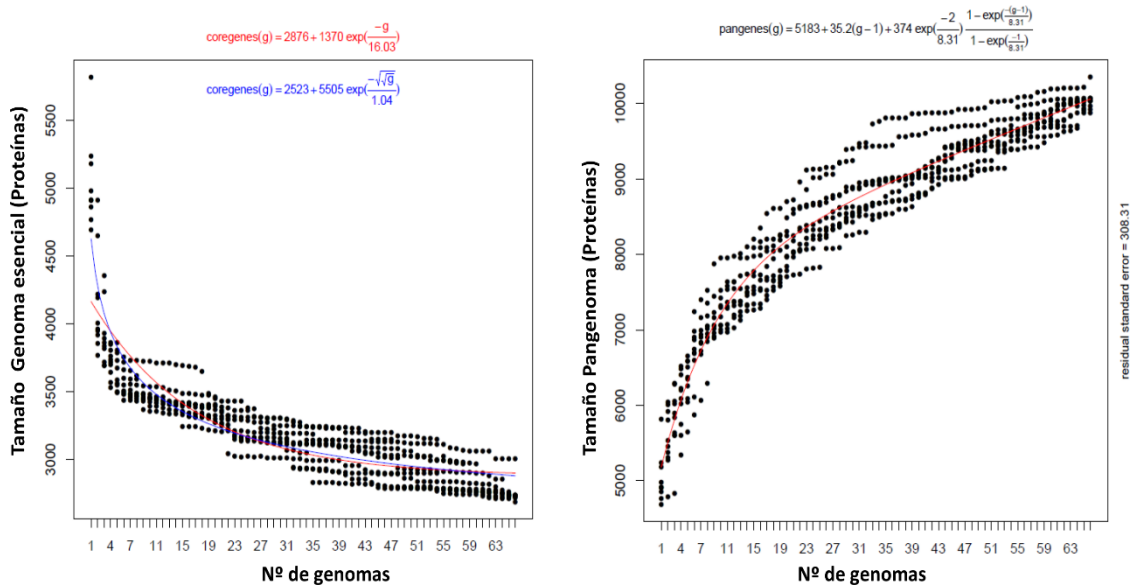 coregenes(g) = 2876 + 1370 exp(-g/16.03)
coregenes(g) = 2523 + 5505 exp(-√√g/1.04)
Tamaño Genoma esencial (Proteínas)
5500
5000
4500
4000
3500
3000
1 4 7 11 15 19 23 27 31 35 39 43 47 51 55 59 63
Nº de genomas
pangenes(g) = 5183 + 35.2(g-1) + 374 exp(-2/8.31) (1-exp(-(g-1)/8.31))/(1-exp(-1/8.31))
Tamaño Pangenoma (Proteínas)
10000
9000
8000
7000
6000
5000
1 4 7 11 15 19 23 27 31 35 39 43 47 51 55 59 63
Nº de genomas
residual standard error = 308.31